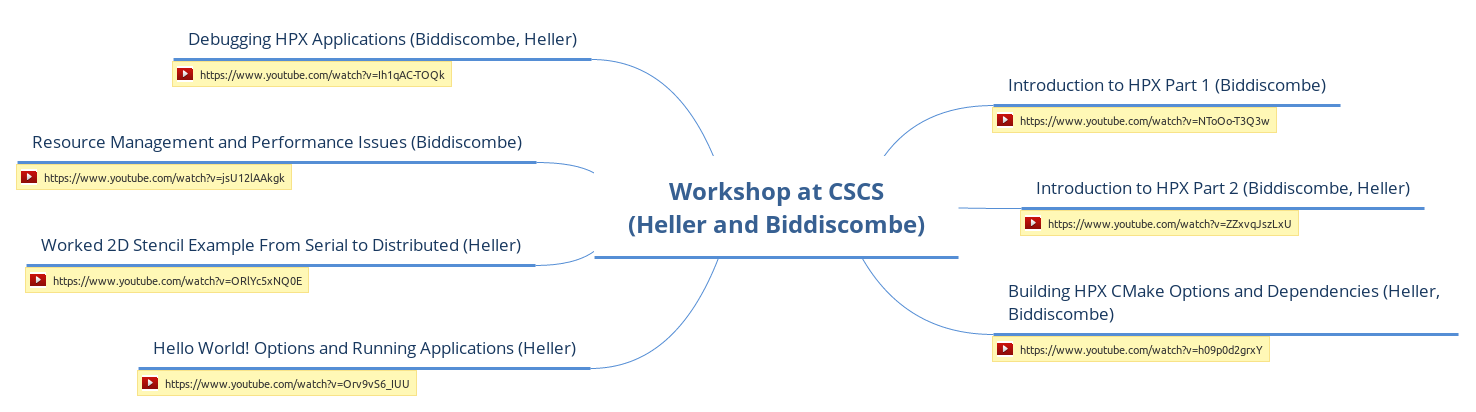 Debugging HPX Applications (Biddiscombe, Heller)
https://www.youtube.com/watch?v=Ih1qAC-TOQk
Resource Management and Performance Issues (Biddiscombe)
https://www.youtube.com/watch?v=jsU12lAAkgk
Worked 2D Stencil Example From Serial to Distributed (Heller)
https://www.youtube.com/watch?v=ORlYc5xNQ0E
Hello World! Options and Running Applications (Heller)
https://www.youtube.com/watch?v=Orv9vS6_IUU
Workshop at CSCS
(Heller and Biddiscombe)
Introduction to HPX Part 1 (Biddiscombe)
https://www.youtube.com/watch?v=NToOo-T3Q3w
Introduction to HPX Part 2 (Biddiscombe, Heller)
https://www.youtube.com/watch?v=ZZxvqJszLxU
Building HPX CMake Options and Dependencies (Heller,
Biddiscombe)
https://www.youtube.com/watch?v=h09p0d2grxY